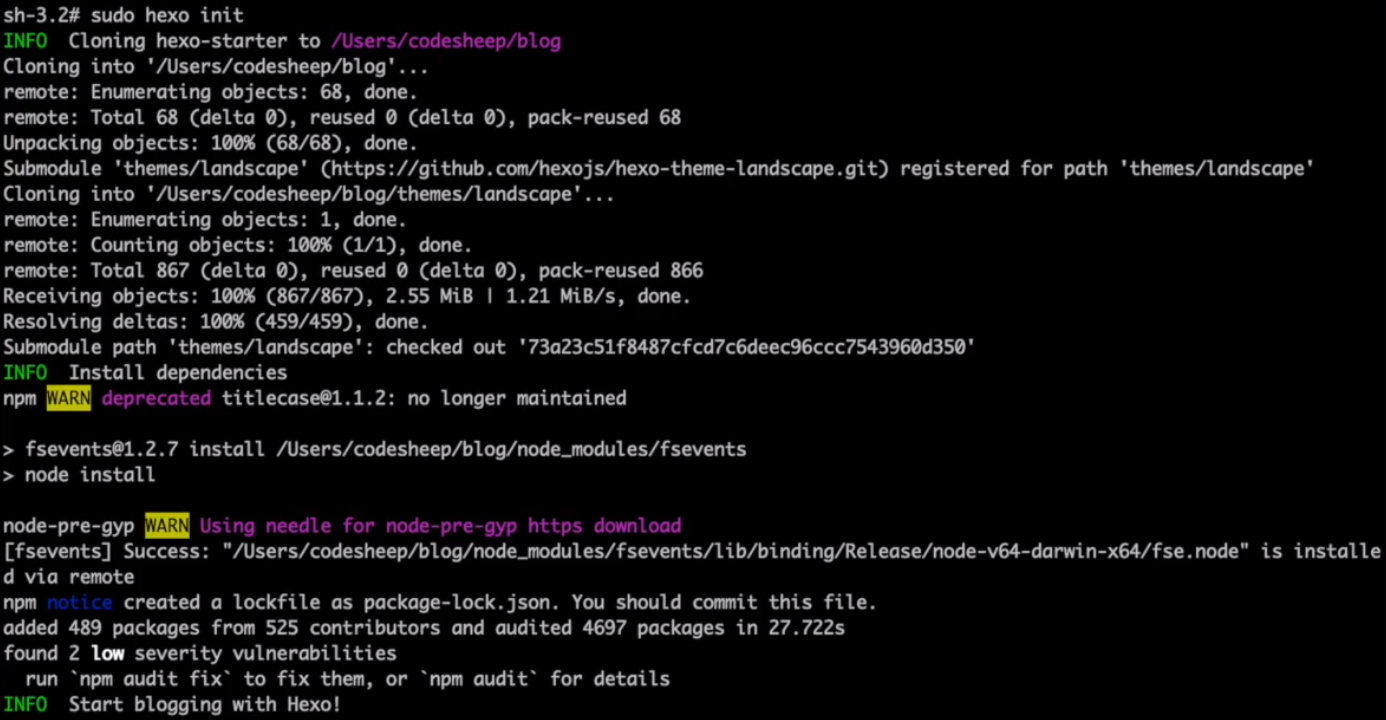 sh-3.2# sudo hexo init
INFO  Cloning hexo-starter to /Users/codesheep/blog
Cloning into '/Users/codesheep/blog'...
remote: Enumerating objects: 68, done.
remote: Total 68 (delta 0), reused 0 (delta 0), pack-reused 68
Unpacking objects: 100% (68/68), done.
Submodule 'themes/landscape' (https://github.com/hexojs/hexo-theme-landscape.git) registered for path 'themes/landscape'
Cloning into '/Users/codesheep/blog/themes/landscape'...
remote: Enumerating objects: 1, done.
remote: Counting objects: 100% (1/1), done.
remote: Total 867 (delta 0), reused 0 (delta 0), pack-reused 866
Receiving objects: 100% (867/867), 2.55 MiB | 1.21 MiB/s, done.
Resolving deltas: 100% (459/459), done.
Submodule path 'themes/landscape': checked out '73a23c51f8487cfcd7c6deec96ccc7543960d350'
INFO  Install dependencies
npm WARN deprecated titlecase@1.1.2: no longer maintained

> fsevents@1.2.7 install /Users/codesheep/blog/node_modules/fsevents
> node install

node-pre-gyp WARN Using needle for node-pre-gyp https download
[fsevents] Success: "/Users/codesheep/blog/node_modules/fsevents/lib/binding/Release/node-v64-darwin-x64/fse.node" is installe
d via remote
npm notice created a lockfile as package-lock.json. You should commit this file.
added 489 packages from 525 contributors and audited 4697 packages in 27.722s
found 2 low severity vulnerabilities
  run `npm audit fix` to fix them, or `npm audit` for details
INFO  Start blogging with Hexo!